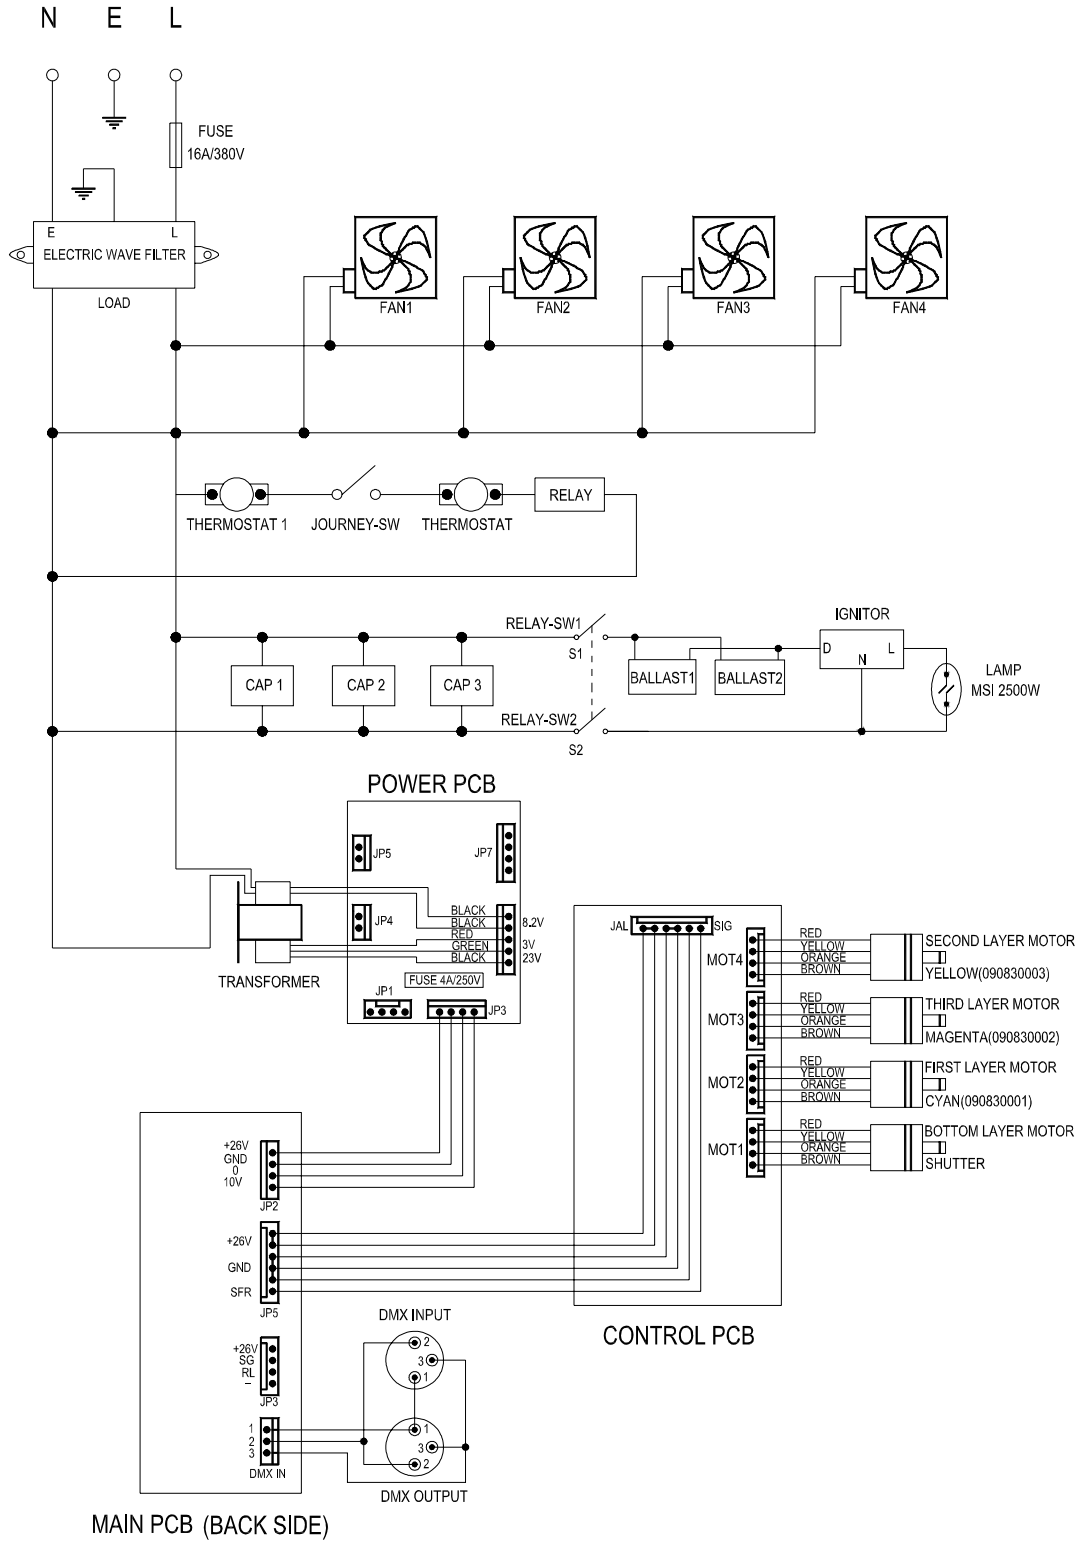 N E L
FUSE
16A/380V
E L
ELECTRIC WAVE FILTER
LOAD
FAN1 FAN2 FAN3 FAN4
THERMOSTAT 1 JOURNEY-SW THERMOSTAT RELAY
RELAY-SW1
S1
RELAY-SW2
S2
CAP 1 CAP 2 CAP 3
BALLAST1 BALLAST2
IGNITOR
D L
N
LAMP
MSI 2500W
POWER PCB
JP5 JP7
JP4
BLACK
BLACK
RED
GREEN
BLACK
8.2V
3V
23V
FUSE 4A/250V
JP1 JP3
TRANSFORMER
JAL SIG
MOT4
RED
YELLOW
ORANGE
BROWN
SECOND LAYER MOTOR
YELLOW(090830003)
MOT3
RED
YELLOW
ORANGE
BROWN
THIRD LAYER MOTOR
MAGENTA(090830002)
MOT2
RED
YELLOW
ORANGE
BROWN
FIRST LAYER MOTOR
CYAN(090830001)
MOT1
RED
YELLOW
ORANGE
BROWN
BOTTOM LAYER MOTOR
SHUTTER
CONTROL PCB
+26V
GND
0
10V
JP2
+26V
GND
SFR
JP5
+26V
SG
RL
–
JP3
1
2
3
DMX IN
DMX INPUT
2
3
1
1
3
2
DMX OUTPUT
MAIN PCB (BACK SIDE)